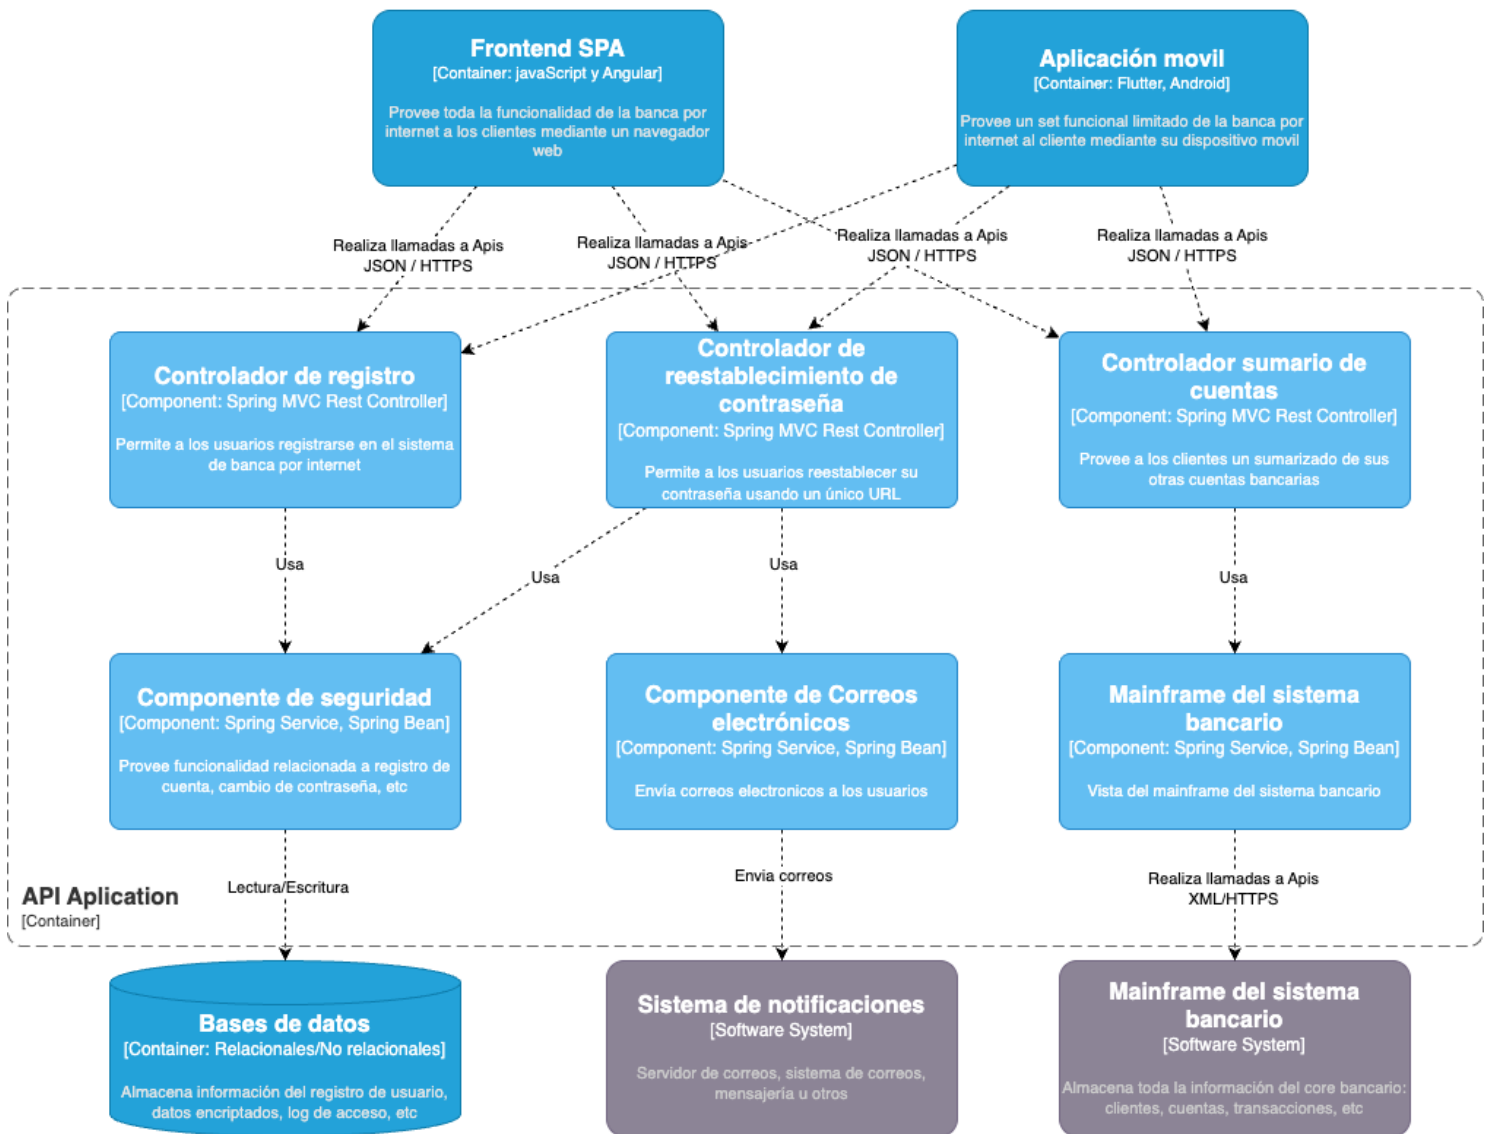 Frontend SPA
[Container: javaScript y Angular]
Provee toda la funcionalidad de la banca por
internet a los clientes mediante un navegador
web
Aplicación movil
[Container: Flutter, Android]
Provee un set funcional limitado de la banca por
internet al cliente mediante su dispositivo movil
Realiza llamadas a Apis
JSON / HTTPS
Realiza llamadas a Apis
JSON / HTTPS
Realiza llamadas a Apis
JSON / HTTPS
Realiza llamadas a Apis
JSON / HTTPS
Controlador de registro
[Component: Spring MVC Rest Controller]
Permite a los usuarios registrarse en el sistema
de banca por internet
Controlador de
reestablecimiento de
contraseña
[Component: Spring MVC Rest Controller]
Permite a los usuarios reestablecer su
contraseña usando un único URL
Controlador sumario de
cuentas
[Component: Spring MVC Rest Controller]
Provee a los clientes un sumarizado de sus
otras cuentas bancarias
Usa
Usa
Usa
Usa
Componente de seguridad
[Component: Spring Service, Spring Bean]
Provee funcionalidad relacionada a registro de
cuenta, cambio de contraseña, etc
Componente de Correos
electrónicos
[Component: Spring Service, Spring Bean]
Envía correos electronicos a los usuarios
Mainframe del sistema
bancario
[Component: Spring Service, Spring Bean]
Vista del mainframe del sistema bancario
Lectura/Escritura
Envia correos
Realiza llamadas a Apis
XML/HTTPS
API Aplication
[Container]
Bases de datos
[Container: Relacionales/No relacionales]
Almacena información del registro de usuario,
datos encriptados, log de acceso, etc
Sistema de notificaciones
[Software System]
Servidor de correos, sistema de correos,
mensajería u otros
Mainframe del sistema
bancario
[Software System]
Almacena toda la información del core bancario:
clientes, cuentas, transacciones, etc